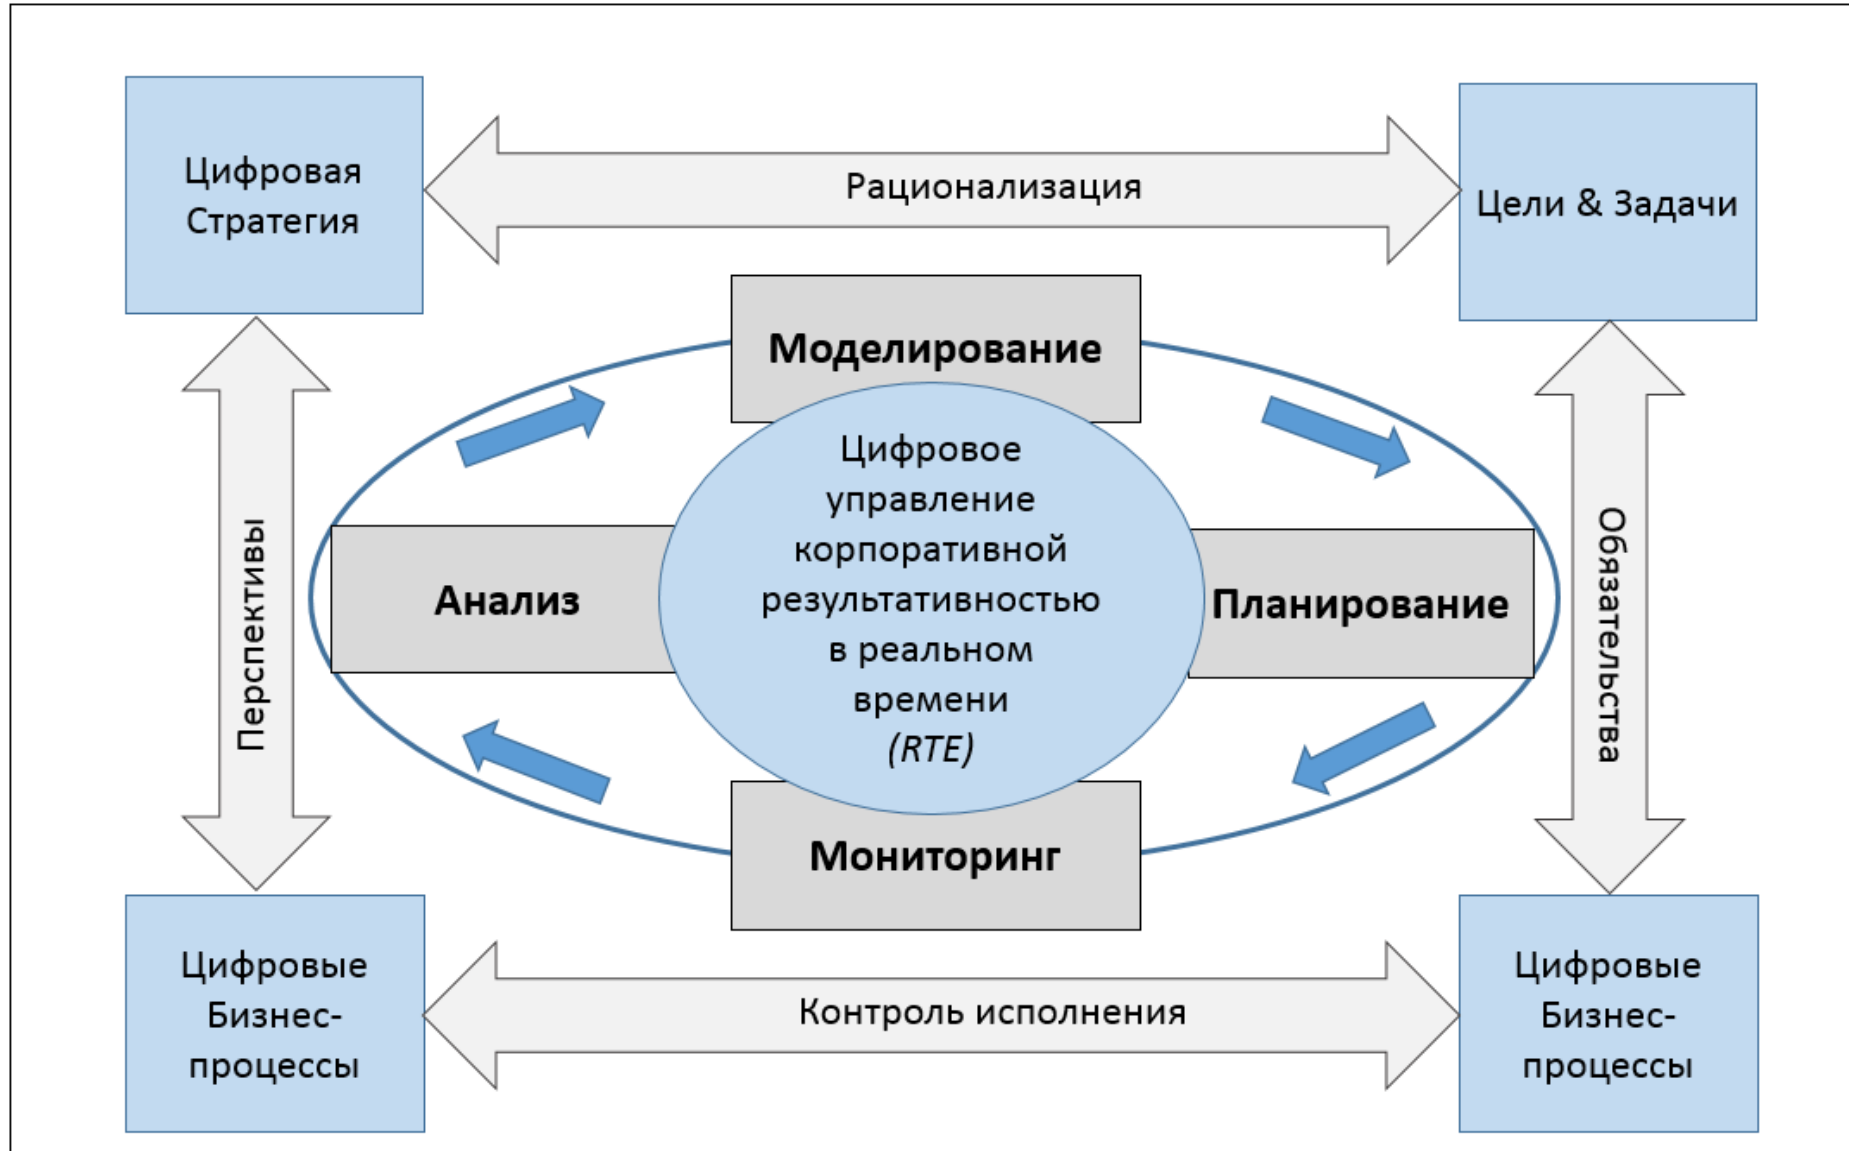 Цифровая
Стратегия
Рационализация
Цели & Задачи
Моделирование
Перспективы
Анализ
Цифровое
управление
корпоративной
результативностью
в реальном
времени
(RTE)
Планирование
Обязательства
Мониторинг
Цифровые
Бизнес-
процессы
Контроль исполнения
Цифровые
Бизнес-
процессы